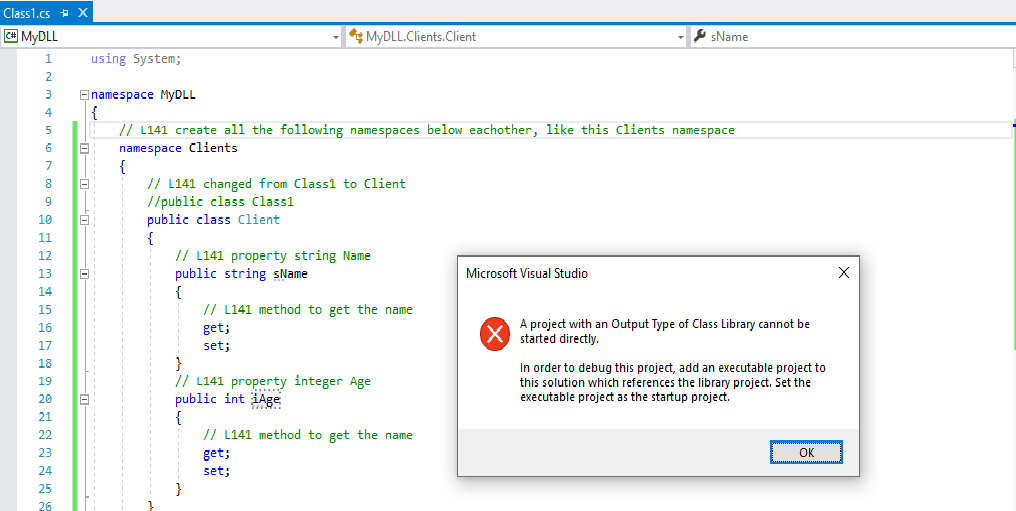 Class1.cs
C# MyDLL
MyDLL.Clients.Client
sName
1 using System;
2
3 namespace MyDLL
4 {
5 // L141 create all the following namespaces below eachother, like this Clients namespace
6 namespace Clients
7 {
8 // L141 changed from Class1 to Client
9 //public class Class1
10 public class Client
11 {
12 // L141 property string Name
13 public string sName
14 {
15 // L141 method to get the name
16 get;
17 set;
18 }
19 // L141 property integer Age
20 public int iAge
21 {
22 // L141 method to get the name
23 get;
24 set;
25 }
26 }
Microsoft Visual Studio
A project with an Output Type of Class Library cannot be
started directly.
In order to debug this project, add an executable project to
this solution which references the library project. Set the
executable project as the startup project.
OK